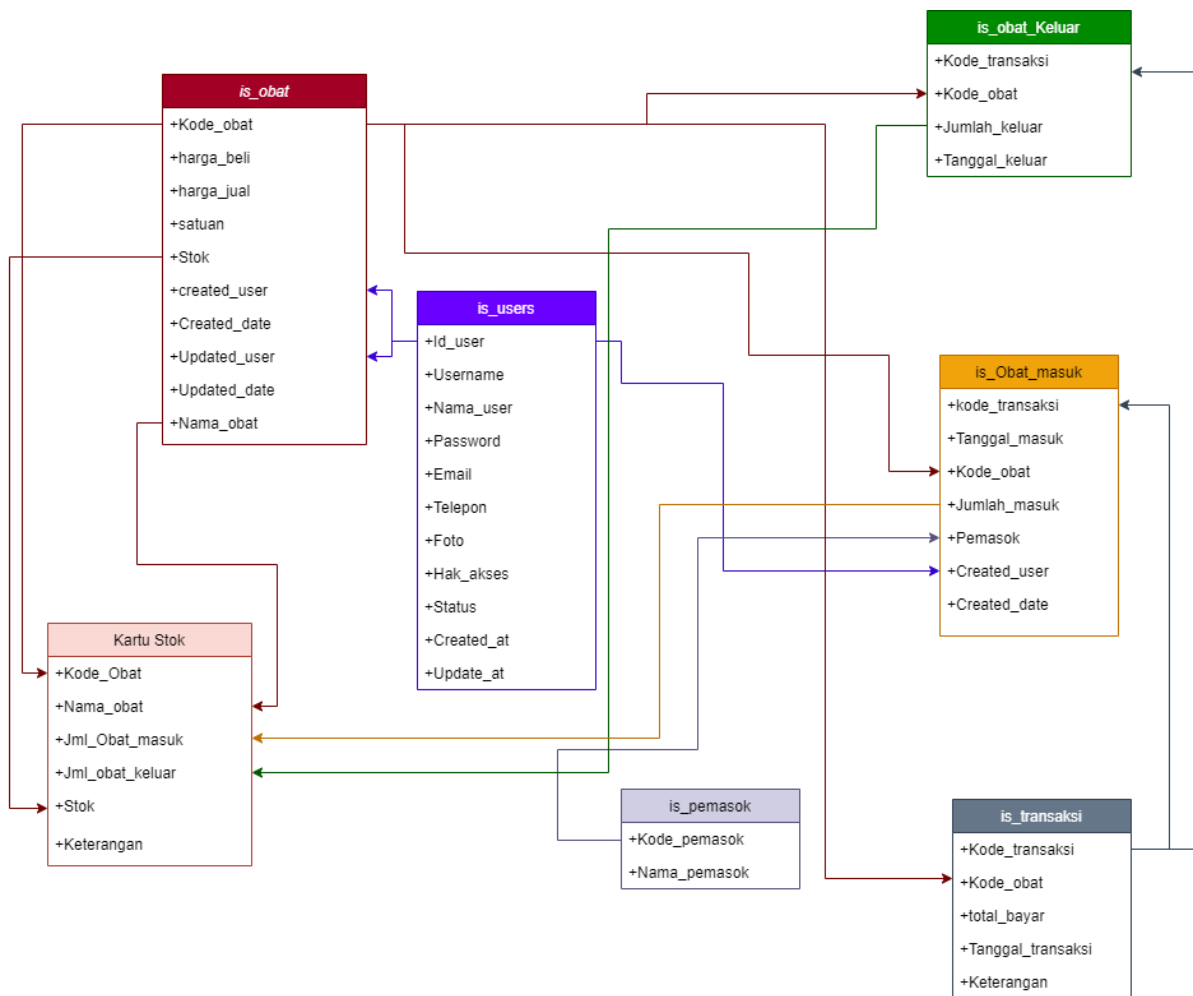 is_obat
+Kode_obat
+harga_beli
+harga_jual
+satuan
+Stok
+created_user
+Created_date
+Updated_user
+Updated_date
+Nama_obat
is_obat_Keluar
+Kode_transaksi
+Kode_obat
+Jumlah_keluar
+Tanggal_keluar
is_users
+Id_user
+Username
+Nama_user
+Password
+Email
+Telepon
+Foto
+Hak_akses
+Status
+Created_at
+Update_at
is_Obat_masuk
+kode_transaksi
+Tanggal_masuk
+Kode_obat
+Jumlah_masuk
+Pemasok
+Created_user
+Created_date
Kartu Stok
+Kode_Obat
+Nama_obat
+Jml_Obat_masuk
+Jml_obat_keluar
+Stok
+Keterangan
is_pemasok
+Kode_pemasok
+Nama_pemasok
is_transaksi
+Kode_transaksi
+Kode_obat
+total_bayar
+Tanggal_transaksi
+Keterangan